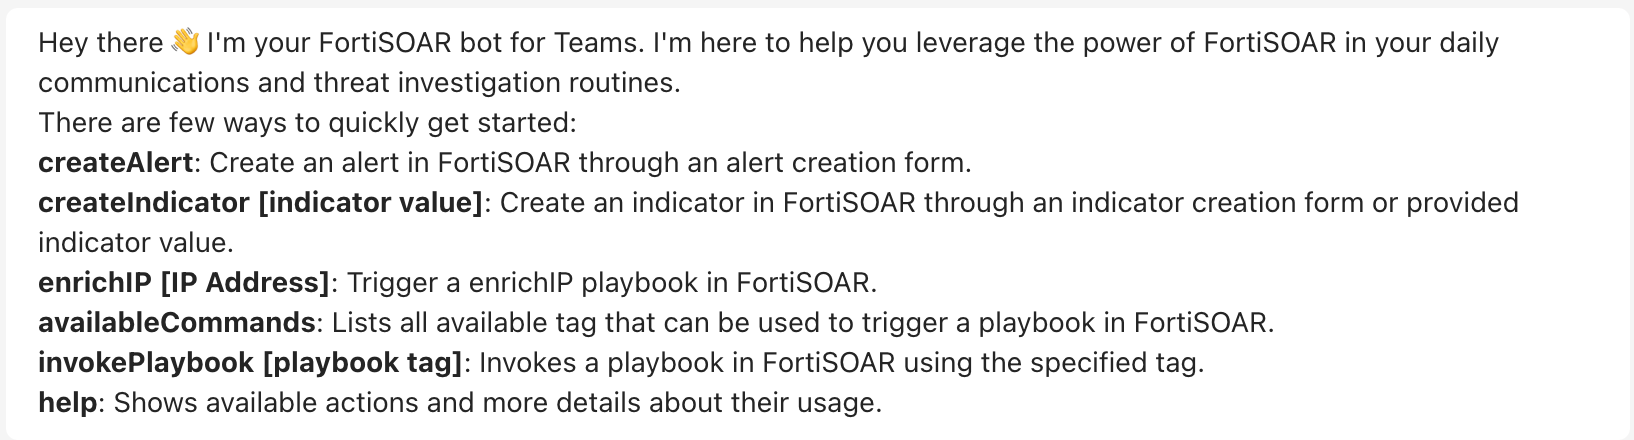 Hey there 👋 I'm your FortiSOAR bot for Teams. I'm here to help you leverage the power of FortiSOAR in your daily
communications and threat investigation routines.
There are few ways to quickly get started:
createAlert: Create an alert in FortiSOAR through an alert creation form.
createIndicator [indicator value]: Create an indicator in FortiSOAR through an indicator creation form or provided
indicator value.
enrichIP [IP Address]: Trigger a enrichIP playbook in FortiSOAR.
availableCommands: Lists all available tag that can be used to trigger a playbook in FortiSOAR.
invokePlaybook [playbook tag]: Invokes a playbook in FortiSOAR using the specified tag.
help: Shows available actions and more details about their usage.